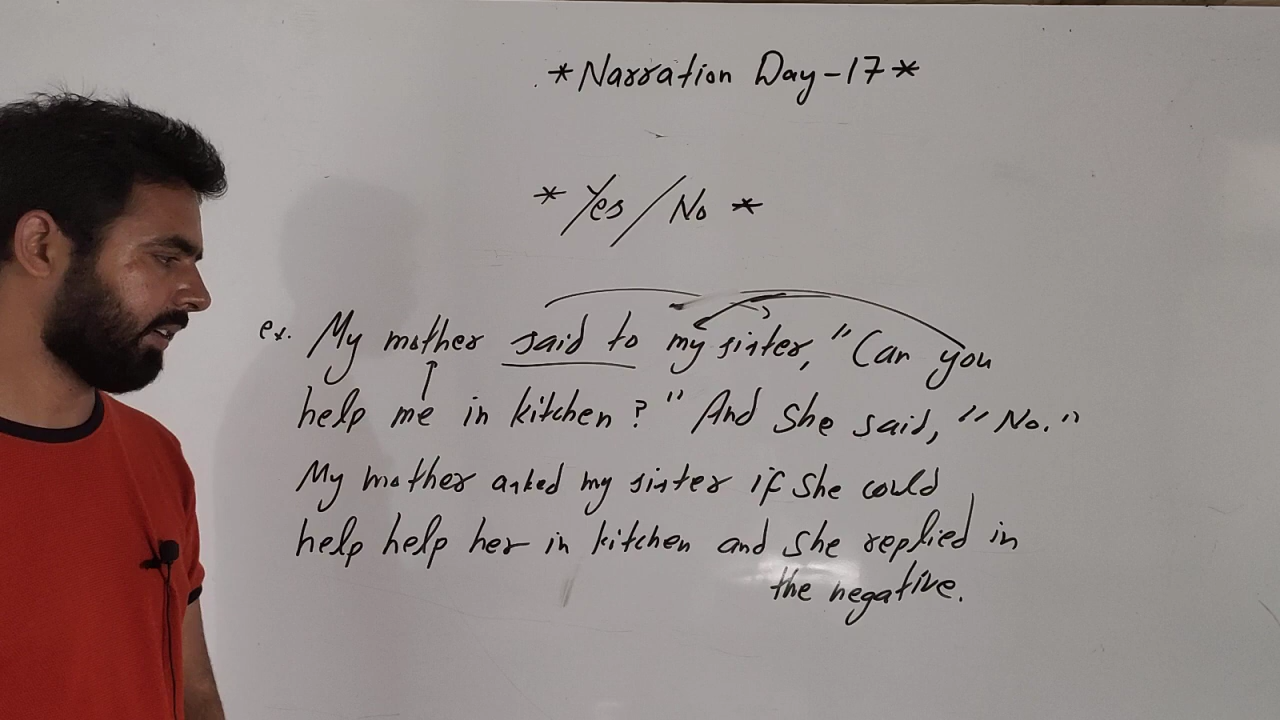 *Narration Day-17*
*Yes/No*
ex. My mother said to my sister, "Can you
help me in kitchen?" And she said, "No."
My mother asked my sister if she could
help help her in kitchen and she replied in
the negative.